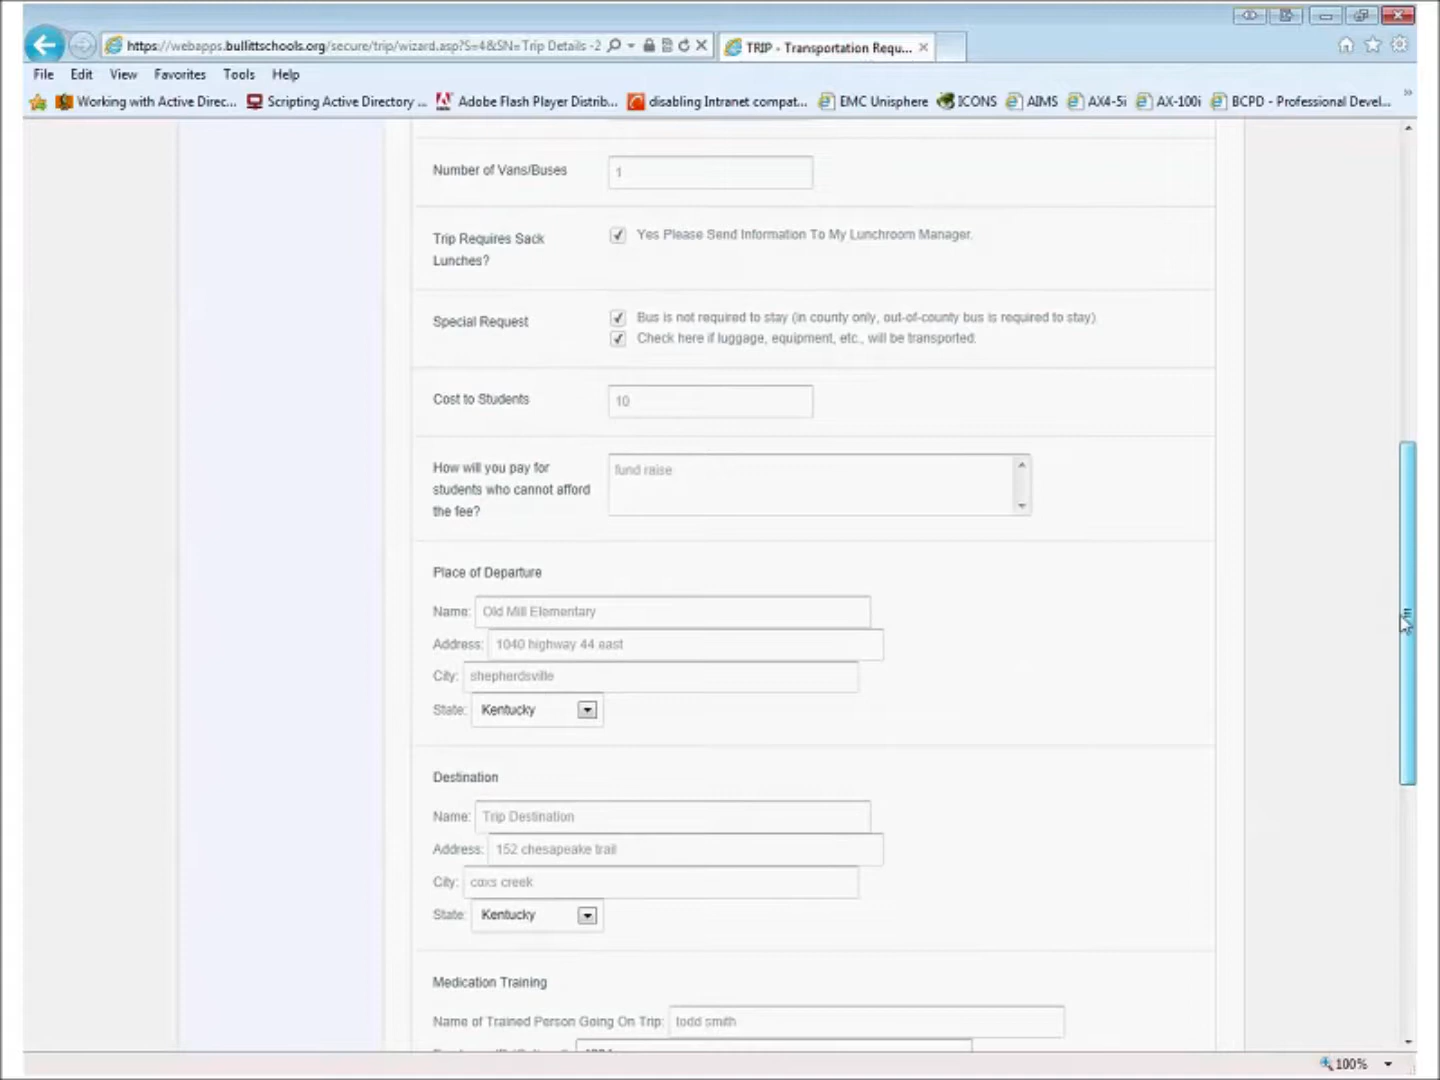 https://webapps.bullittschools.org/secure/trip/wizard.asp?S=4&SN=Trip Details -2
TRIP - Transportation Requ...
File Edit View Favorites Tools Help
Working with Active Direc... Scripting Active Directory ... Adobe Flash Player Distrib... disabling Intranet compat... EMC Unisphere ICONS AIMS AX4-5i AX-100i BCPD - Professional Devel...
Number of Vans/Buses 1
Trip Requires Sack Lunches? Yes Please Send Information To My Lunchroom Manager.
Special Request Bus is not required to stay (in county only, out-of-county bus is required to stay)
Check here if luggage, equipment, etc., will be transported.
Cost to Students 10
How will you pay for students who cannot afford the fee? fund raise
Place of Departure
Name: Old Mill Elementary
Address: 1040 highway 44 east
City: shepherdsville
State: Kentucky
Destination
Name: Trip Destination
Address: 152 chesapeake trail
City: coxs creek
State: Kentucky
Medication Training
Name of Trained Person Going On Trip: todd smith
100%